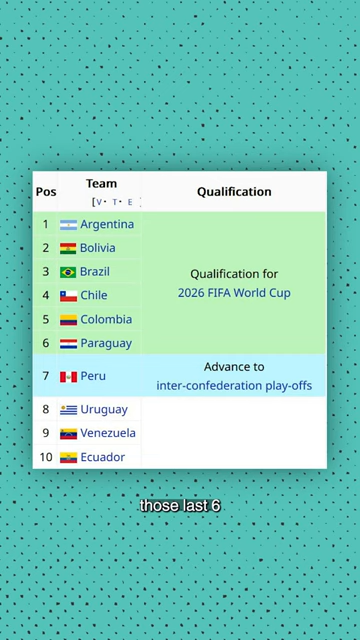 Pos Team Qualification
[V · T · E]
1 Argentina
2 Bolivia
3 Brazil
4 Chile
5 Colombia
6 Paraguay
Qualification for
2026 FIFA World Cup
7 Peru
Advance to
inter-confederation play-offs
8 Uruguay
9 Venezuela
10 Ecuador
those last 6